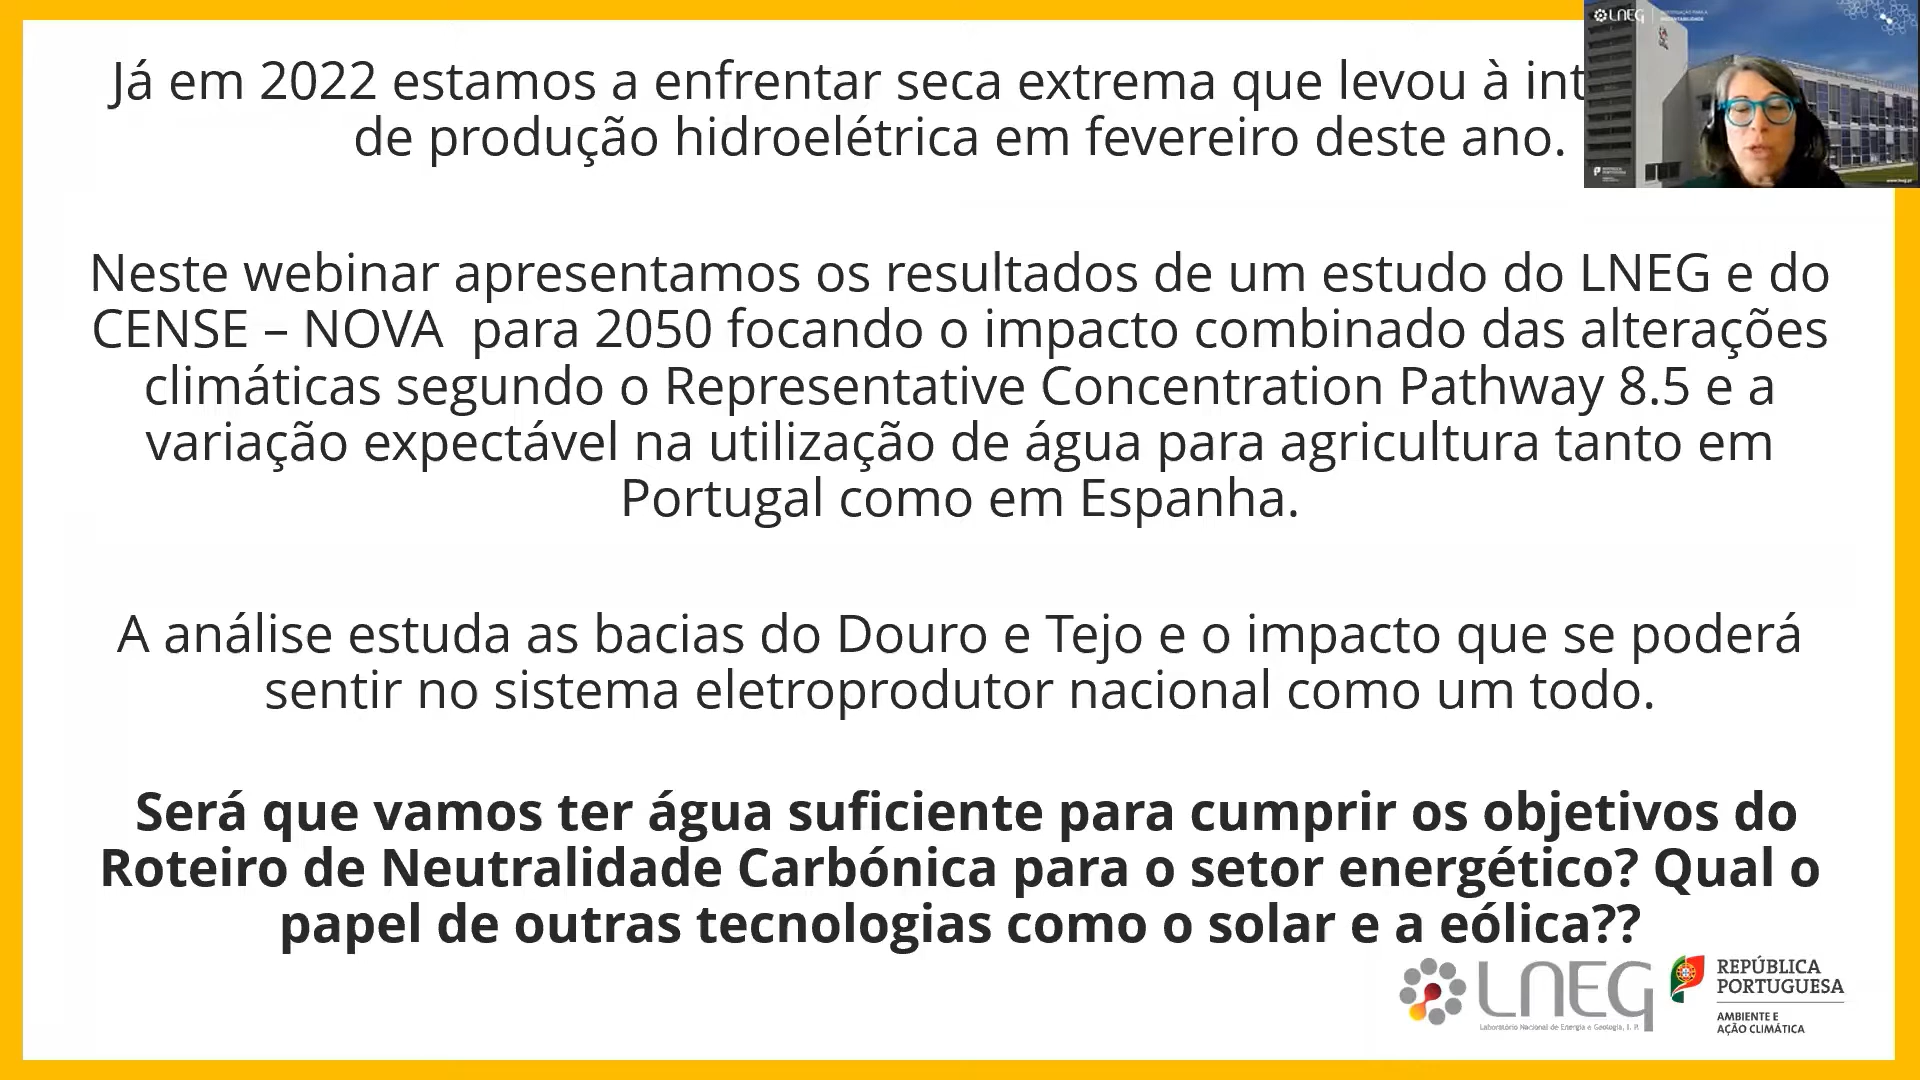 Já em 2022 estamos a enfrentar seca extrema que levou à int
de produção hidroelétrica em fevereiro deste ano.
Neste webinar apresentamos os resultados de um estudo do LNEG e do
CENSE – NOVA para 2050 focando o impacto combinado das alterações
climáticas segundo o Representative Concentration Pathway 8.5 e a
variação expectável na utilização de água para agricultura tanto em
Portugal como em Espanha.
A análise estuda as bacias do Douro e Tejo e o impacto que se poderá
sentir no sistema eletroprodutor nacional como um todo.
Será que vamos ter água suficiente para cumprir os objetivos do
Roteiro de Neutralidade Carbónica para o setor energético? Qual o
papel de outras tecnologias como o solar e a eólica??
LNEG
Laboratório Nacional de Energia e Geologia, I. P.
REPÚBLICA
PORTUGUESA
AMBIENTE E
AÇÃO CLIMÁTICA
LNEG